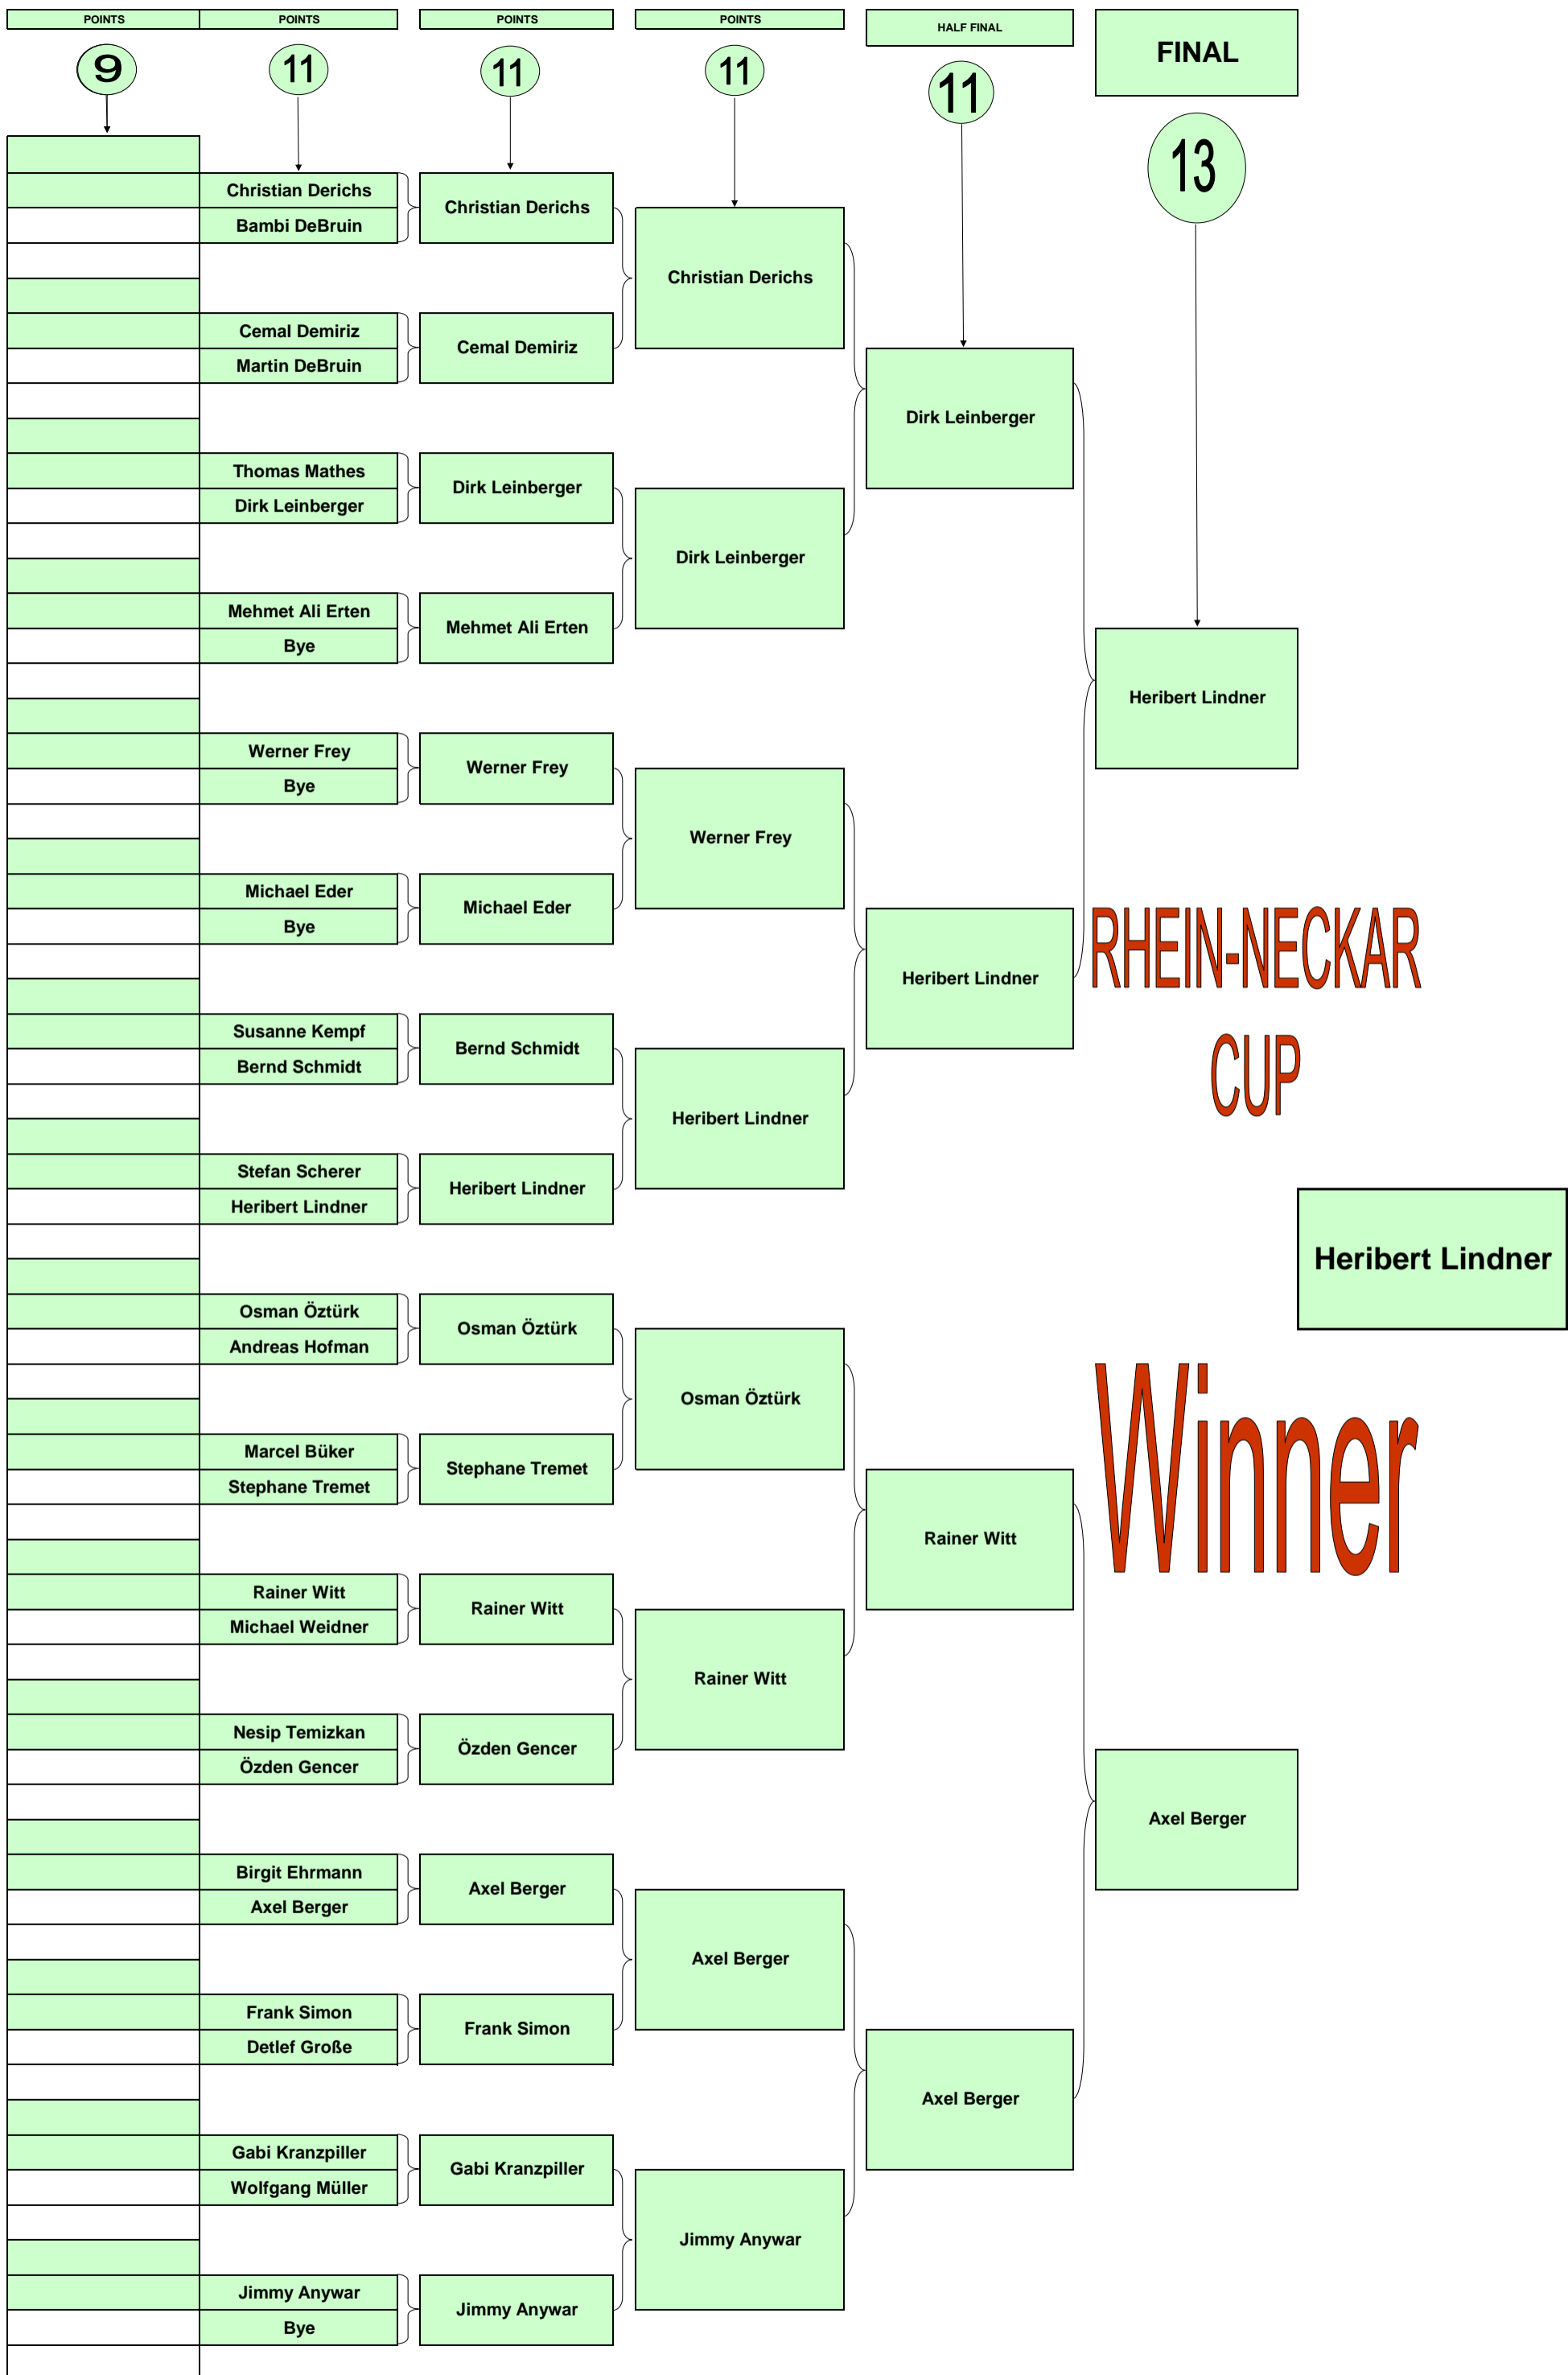 POINTS
POINTS
POINTS
POINTS
HALF FINAL
FINAL
9
11
11
11
11
13
Christian Derichs
Bambi DeBruin
Cemal Demiriz
Martin DeBruin
Thomas Mathes
Dirk Leinberger
Mehmet Ali Erten
Bye
Werner Frey
Bye
Michael Eder
Bye
Susanne Kempf
Bernd Schmidt
Stefan Scherer
Heribert Lindner
Osman Öztürk
Andreas Hofman
Marcel Büker
Stephane Tremet
Rainer Witt
Michael Weidner
Nesip Temizkan
Özden Gencer
Birgit Ehrmann
Axel Berger
Frank Simon
Detlef Große
Gabi Kranzpiller
Wolfgang Müller
Jimmy Anywar
Bye
Christian Derichs
Cemal Demiriz
Dirk Leinberger
Mehmet Ali Erten
Werner Frey
Michael Eder
Bernd Schmidt
Heribert Lindner
Osman Öztürk
Stephane Tremet
Rainer Witt
Özden Gencer
Axel Berger
Frank Simon
Gabi Kranzpiller
Jimmy Anywar
Christian Derichs
Dirk Leinberger
Werner Frey
Heribert Lindner
Osman Öztürk
Rainer Witt
Axel Berger
Jimmy Anywar
Dirk Leinberger
Heribert Lindner
Rainer Witt
Axel Berger
Heribert Lindner
Axel Berger
RHEIN-NECKAR
CUP
Heribert Lindner
Winner